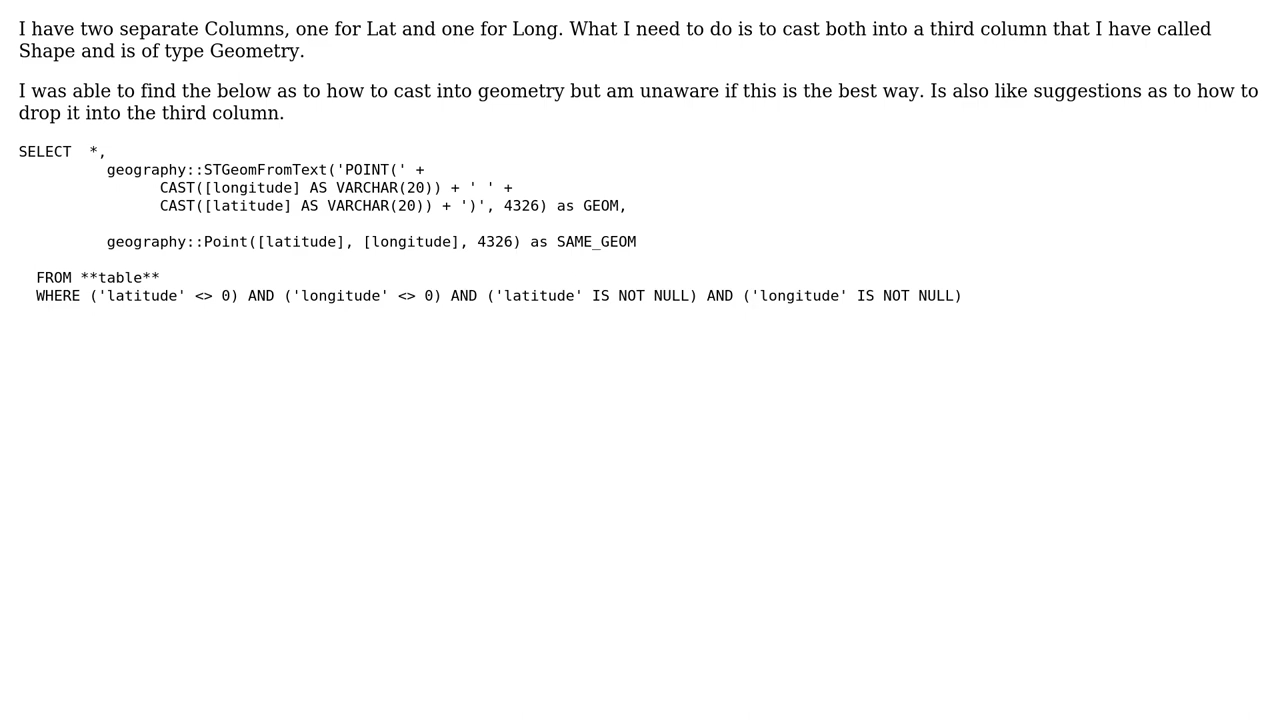 I have two separate Columns, one for Lat and one for Long. What I need to do is to cast both into a third column that I have called
Shape and is of type Geometry.
I was able to find the below as to how to cast into geometry but am unaware if this is the best way. Is also like suggestions as to how to
drop it into the third column.
SELECT  *,
          geography::STGeomFromText('POINT(' +
                CAST([longitude] AS VARCHAR(20)) + ' ' +
                CAST([latitude] AS VARCHAR(20)) + ')', 4326) as GEOM,
          geography::Point([latitude], [longitude], 4326) as SAME_GEOM
  FROM **table**
  WHERE ('latitude' <> 0) AND ('longitude' <> 0) AND ('latitude' IS NOT NULL) AND ('longitude' IS NOT NULL)